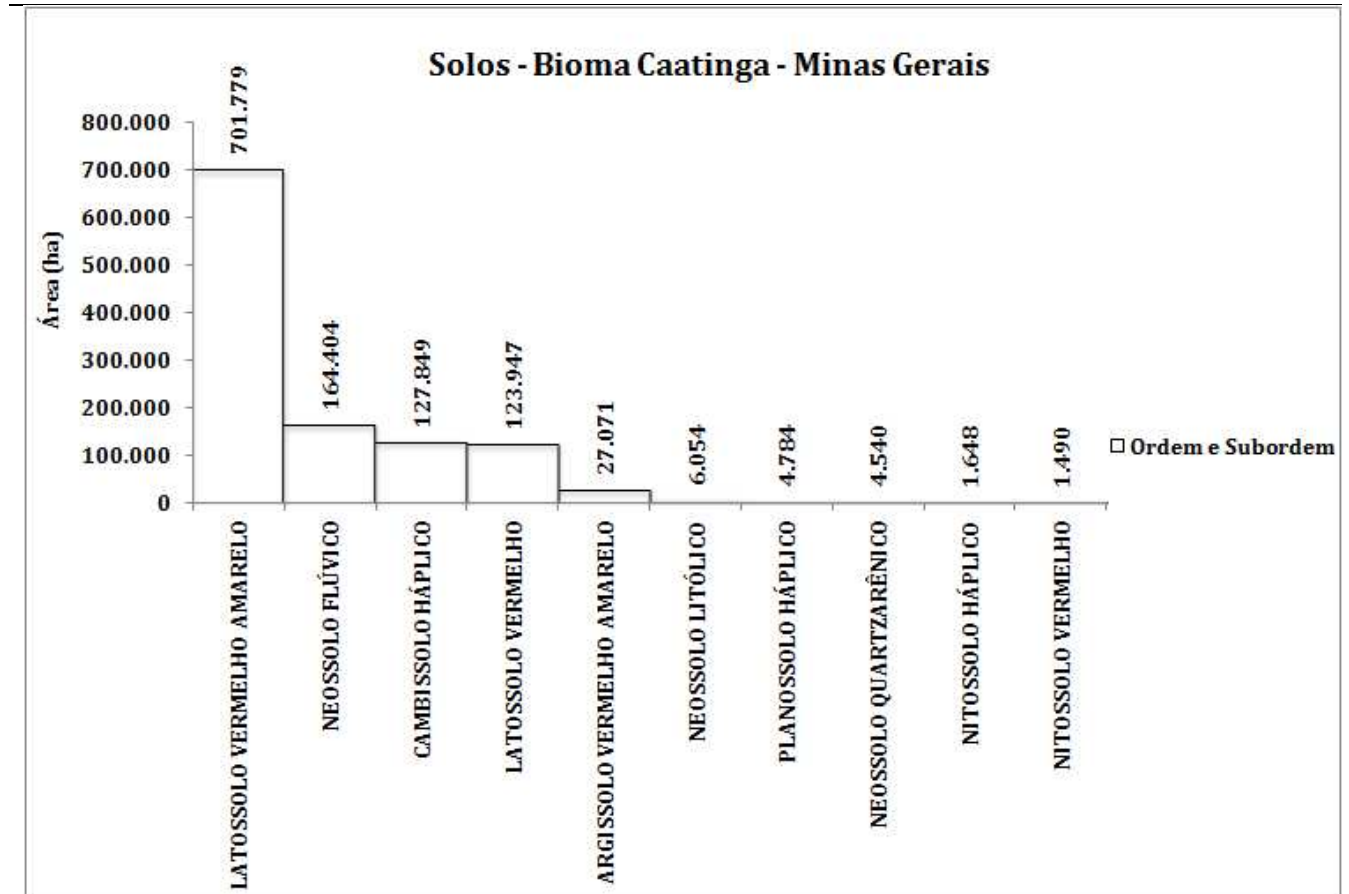 Solos - Bioma Caatinga - Minas Gerais
Área (ha)
800.000
700.000
600.000
500.000
400.000
300.000
200.000
100.000
0
701.779
164.404
127.849
123.947
27.071
6.054
4.784
4.540
1.648
1.490
LATOSSOLO VERMELHO AMARELO
NEOSSOLO FLÚVICO
CAMBISSOLO HÁPLICO
LATOSSOLO VERMELHO
ARGISSOLO VERMELHO AMARELO
NEOSSOLO LITÓLICO
PLANOSSOLO HÁPLICO
NEOSSOLO QUARTZARÊNICO
NITOSSOLO HÁPLICO
NITOSSOLO VERMELHO
Ordem e Subordem